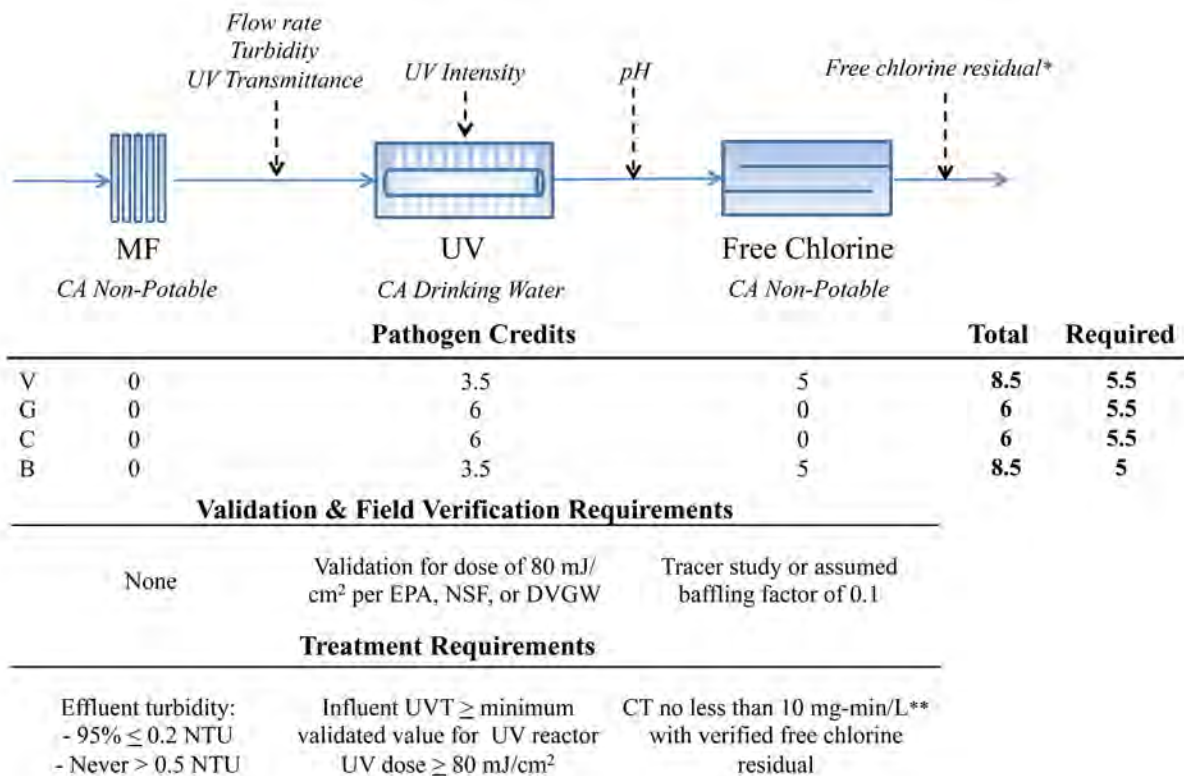 Flow rate
Turbidity
UV Transmittance
UV Intensity
pH
Free chlorine residual*
MF
UV
Free Chlorine
CA Non-Potable
CA Drinking Water
CA Non-Potable
Pathogen Credits Total Required
V 0 3.5 5 8.5 5.5
G 0 6 0 6 5.5
C 0 6 0 6 5.5
B 0 3.5 5 8.5 5
Validation & Field Verification Requirements
None
Validation for dose of 80 mJ/
cm² per EPA, NSF, or DVGW
Tracer study or assumed
baffling factor of 0.1
Treatment Requirements
Effluent turbidity:
- 95% ≤ 0.2 NTU
- Never > 0.5 NTU
Influent UVT ≥ minimum
validated value for UV reactor
UV dose ≥ 80 mJ/cm²
CT no less than 10 mg-min/L**
with verified free chlorine
residual